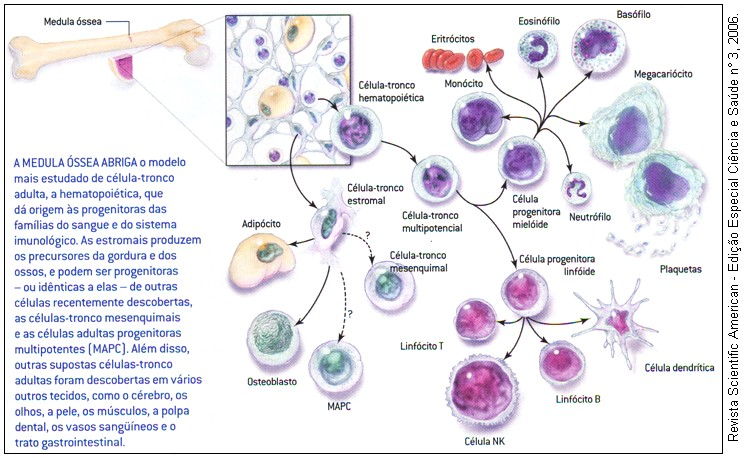 Medula óssea
A MEDULA ÓSSEA ABRIGA o modelo
mais estudado de célula-tronco
adulta, a hematopoiética, que
dá origem às progenitoras das
famílias do sangue e do sistema
imunológico. As estromais produzem
os precursores da gordura e dos
ossos, e podem ser progenitoras
– ou idênticas a elas – de outras
células recentemente descobertas,
as células-tronco mesenquimais
e as células adultas progenitoras
multipotentes (MAPC). Além disso,
outras supostas células-tronco
adultas foram descobertas em vários
outros tecidos, como o cérebro, os
olhos, a pele, os músculos, a polpa
dental, os vasos sangüíneos e o
trato gastrointestinal.
Célula-tronco
hematopoiética
Eritrócitos
Eosinófilo
Basófilo
Monócito
Megacariócito
Célula-tronco
estromal
Célula-tronco
multipotencial
Célula
progenitora
mielóide
Neutrófilo
Plaquetas
Adipócito
?
Célula-tronco
mesenquimal
?
Osteoblasto
MAPC
Célula progenitora
linfóide
Linfócito T
Célula NK
Linfócito B
Célula dendrítica
Revista Scientific American - Edição Especial Ciência e Saúde n° 3, 2006.